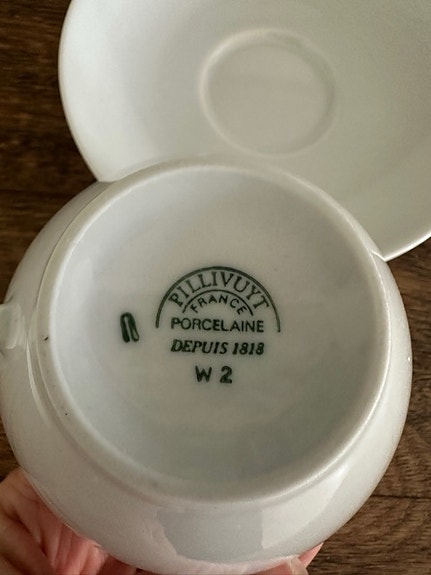 PILLIVUYT
FRANCE
PORCELAINE
DEPUIS 1818
W 2